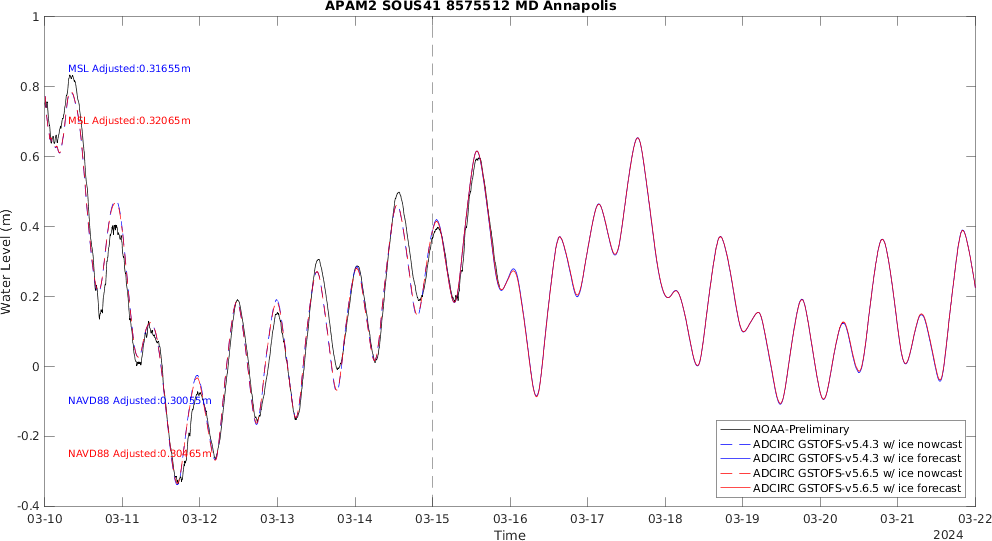 APAM2 SOUS41 8575512 MD Annapolis
1
0.8
0.6
0.4
0.2
0
-0.2
-0.4
Water Level (m)
MSL Adjusted:0.31655m
MSL Adjusted:0.32065m
NAVD88 Adjusted:0.30055m
NAVD88 Adjusted:0.30465m
NOAA-Preliminary
ADCIRC GSTOFS-v5.4.3 w/ ice nowcast
ADCIRC GSTOFS-v5.4.3 w/ ice forecast
ADCIRC GSTOFS-v5.6.5 w/ ice nowcast
ADCIRC GSTOFS-v5.6.5 w/ ice forecast
03-10 03-11 03-12 03-13 03-14 03-15 03-16 03-17 03-18 03-19 03-20 03-21 03-22
Time
2024